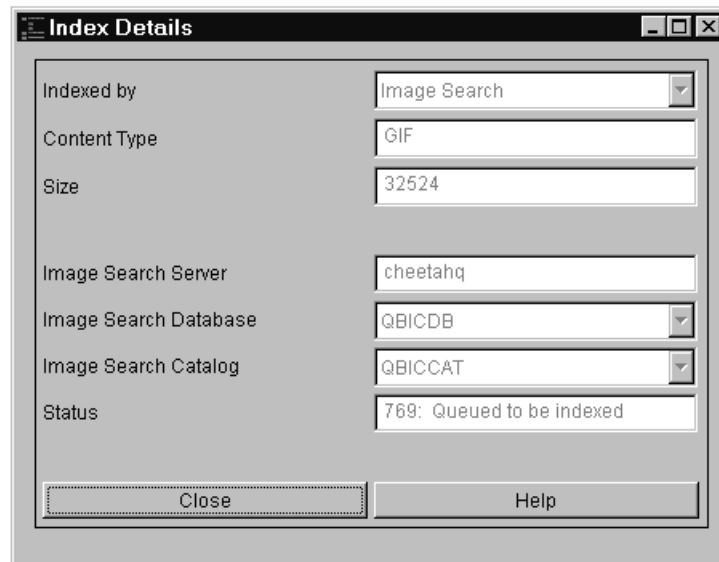 Index Details
Indexed by Image Search
Content Type GIF
Size 32524
Image Search Server cheetahq
Image Search Database QBICDB
Image Search Catalog QBICCAT
Status 769: Queued to be indexed
Close Help